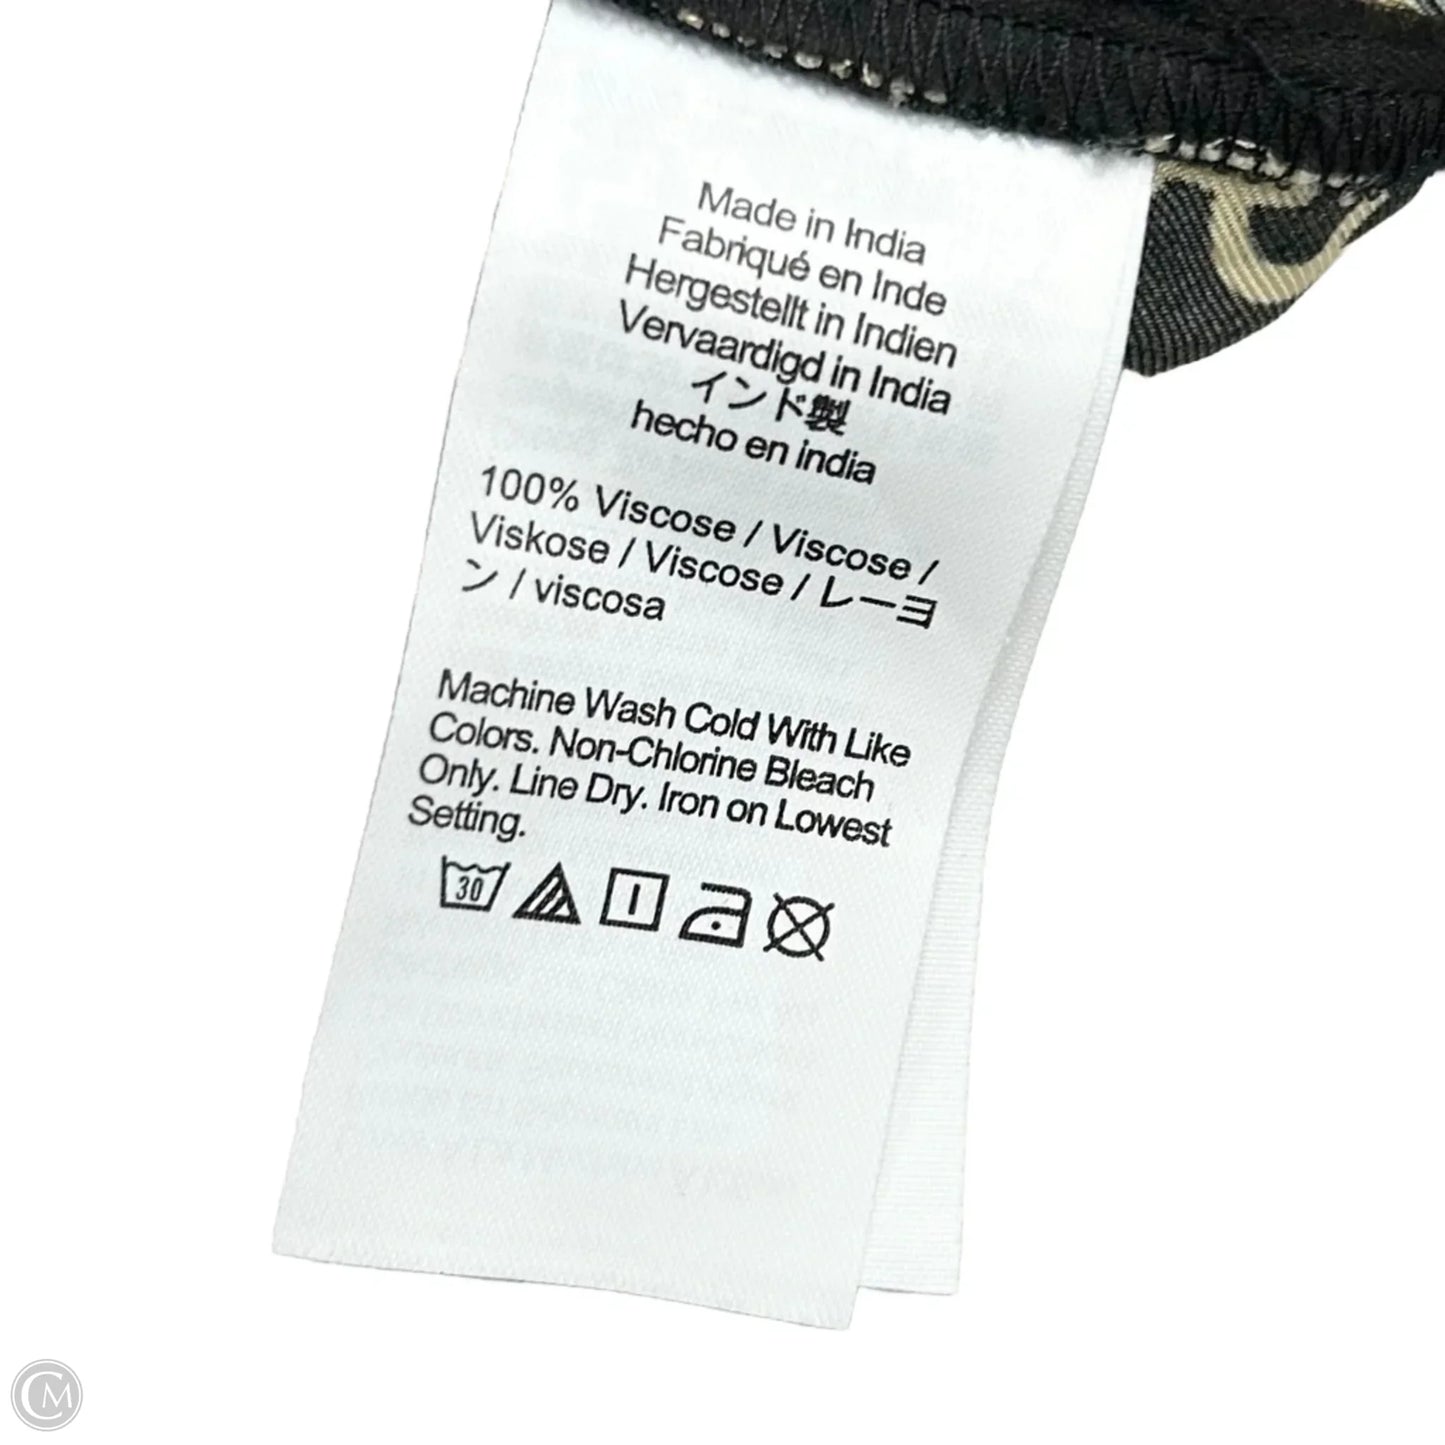 Made in India
Fabriqué en Inde
Hergestellt in Indien
Vervaardigd in India
インド製
hecho en india
100% Viscose / Viscose /
Viskose / Viscose / レーヨ
ン / viscosa
Machine Wash Cold With Like
Colors. Non-Chlorine Bleach
Only. Line Dry. Iron on Lowest
Setting.
30
CM